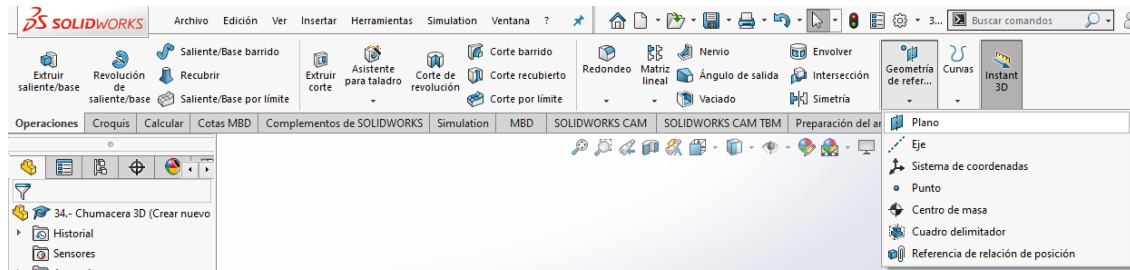 SOLIDWORKS Archivo Edición Ver Insertar Herramientas Simulation Ventana ? 3... Buscar comandos
Extruir saliente/base
Revolución de saliente/base
Saliente/Base barrido
Recubrir
Saliente/Base por límite
Extruir corte
Asistente para taladro
Corte de revolución
Corte barrido
Corte recubierto
Corte por límite
Redondeo
Matriz lineal
Nervio
Ángulo de salida
Vaciado
Envolver
Intersección
Simetría
Geometría de refer...
Curvas
Instant 3D
Operaciones Croquis Calcular Cotas MBD Complementos de SOLIDWORKS Simulation MBD SOLIDWORKS CAM SOLIDWORKS CAM TBM Preparación del a
Plano
Eje
Sistema de coordenadas
Punto
Centro de masa
Cuadro delimitador
Referencia de relación de posición
34.- Chumacera 3D (Crear nuevo
Historial
Sensores